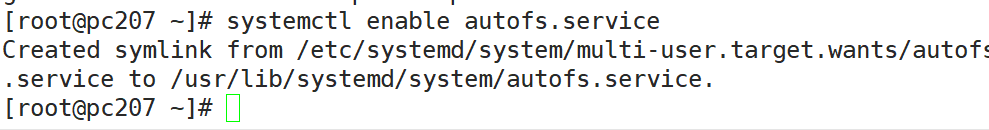 [root@pc207 ~]# systemctl enable autofs.service
Created symlink from /etc/systemd/system/multi-user.target.wants/autofs
.service to /usr/lib/systemd/system/autofs.service.
[root@pc207 ~]#